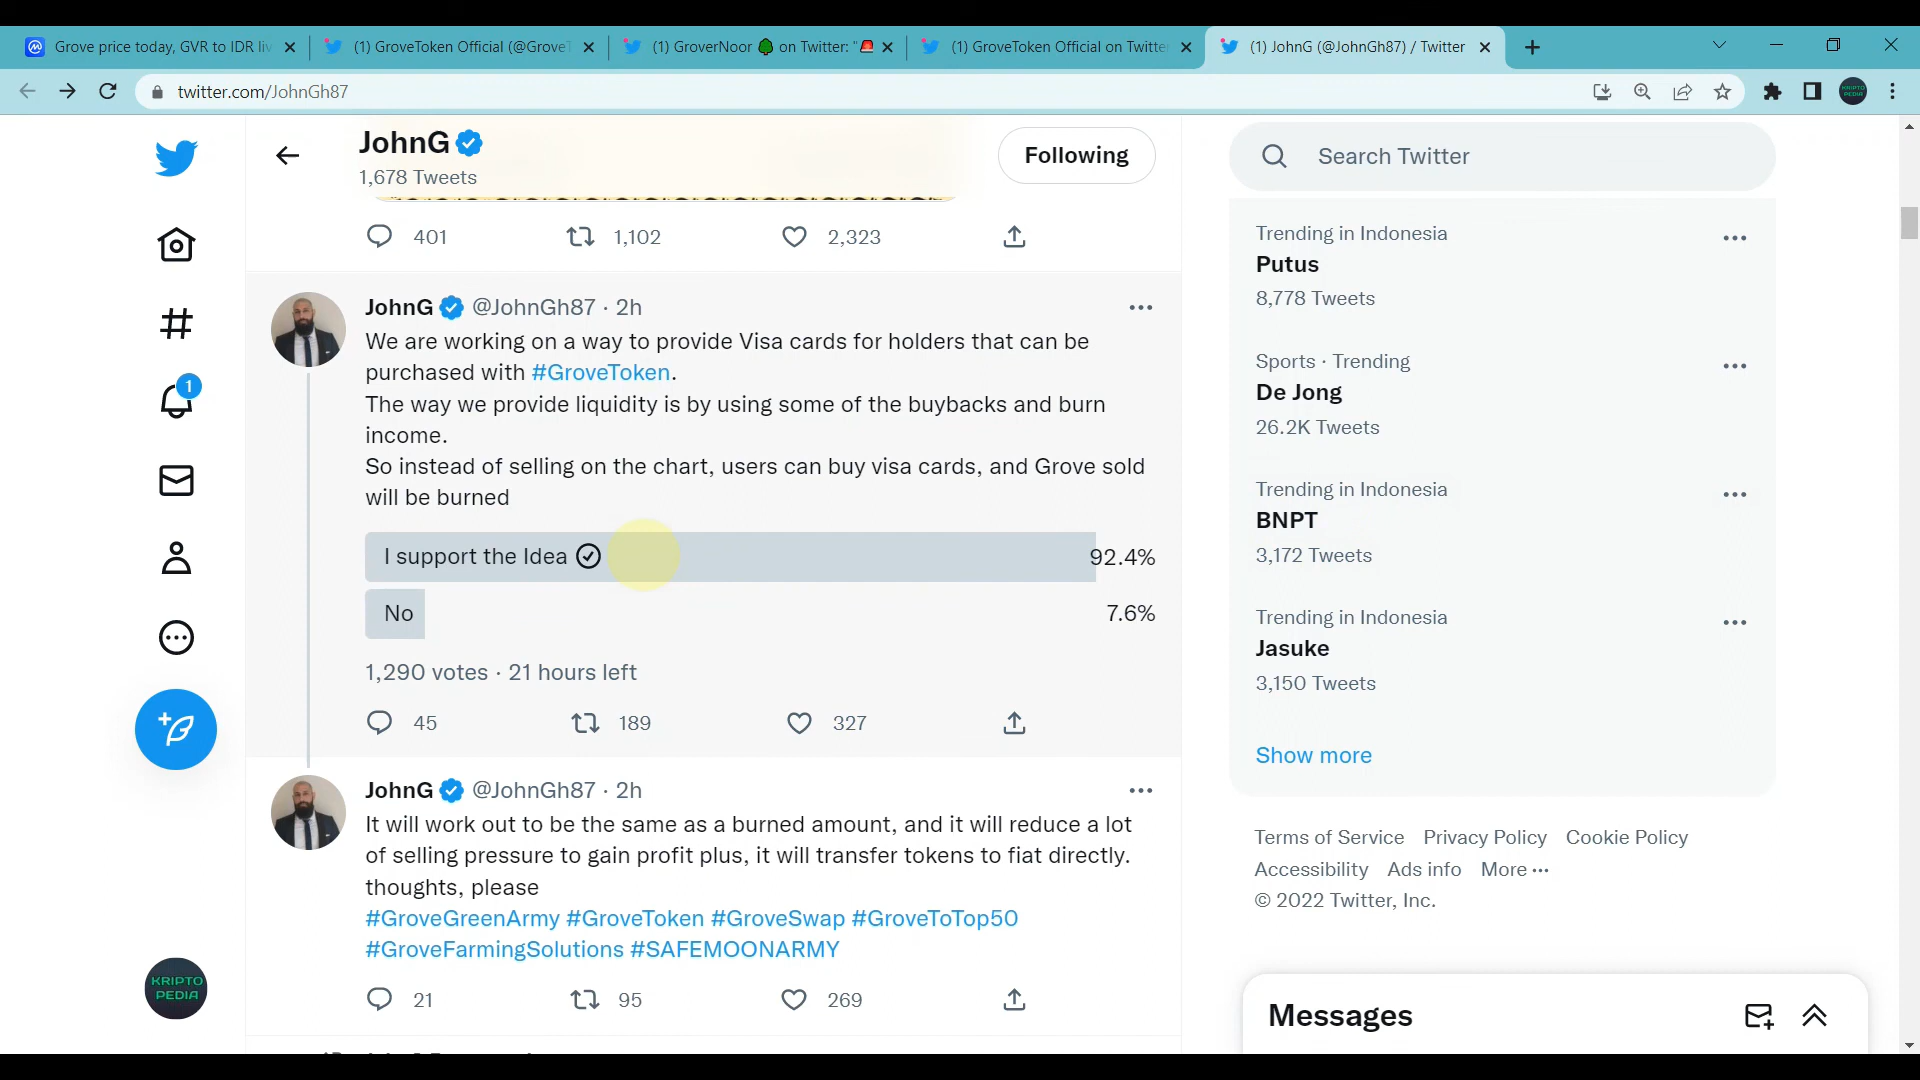 Grove price today, GVR to IDR liv
(1) GroveToken Official (@GroveT
(1) GroverNoor 🌳 on Twitter: "🚨
(1) GroveToken Official on Twitter
(1) JohnG (@JohnGh87) / Twitter
twitter.com/JohnGh87
JohnG
1,678 Tweets
Following
401 1,102 2,323
JohnG @JohnGh87 · 2h
We are working on a way to provide Visa cards for holders that can be
purchased with #GroveToken.
The way we provide liquidity is by using some of the buybacks and burn
income.
So instead of selling on the chart, users can buy visa cards, and Grove sold
will be burned
I support the Idea 92.4%
No 7.6%
1,290 votes · 21 hours left
45 189 327
JohnG @JohnGh87 · 2h
It will work out to be the same as a burned amount, and it will reduce a lot
of selling pressure to gain profit plus, it will transfer tokens to fiat directly.
thoughts, please
#GroveGreenArmy #GroveToken #GroveSwap #GroveToTop50
#GroveFarmingSolutions #SAFEMOONARMY
21 95 269
1
KRIPTO
PEDIA
Search Twitter
Trending in Indonesia
Putus
8,778 Tweets
Sports · Trending
De Jong
26.2K Tweets
Trending in Indonesia
BNPT
3,172 Tweets
Trending in Indonesia
Jasuke
3,150 Tweets
Show more
Terms of Service Privacy Policy Cookie Policy
Accessibility Ads info More ···
© 2022 Twitter, Inc.
Messages